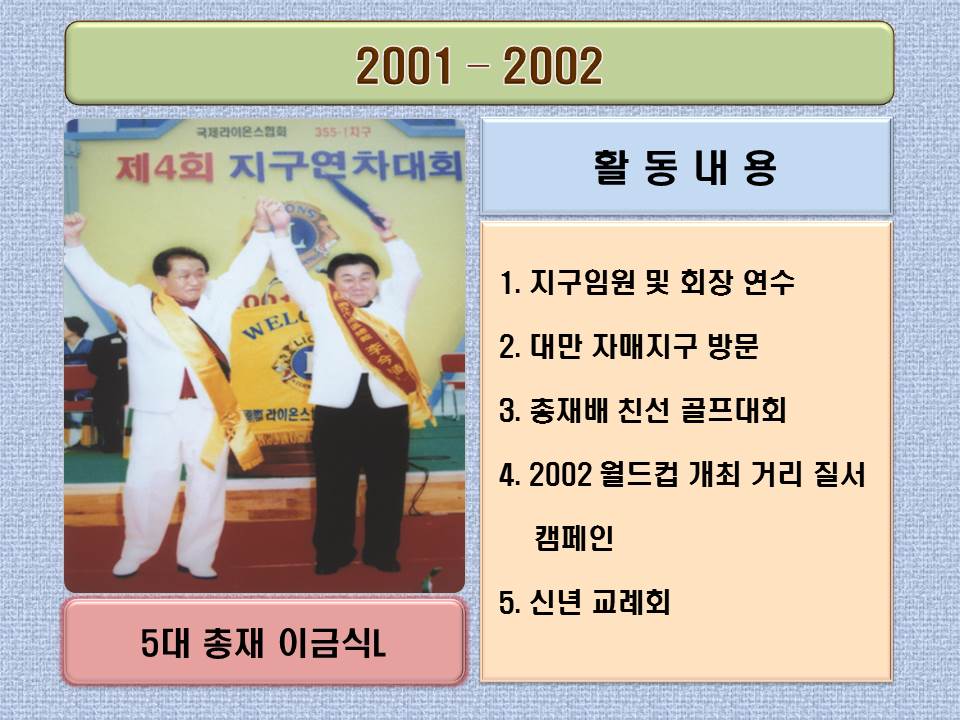 2001 – 2002
국제라이온스협회 355-I지구
제4회 지구연차대회
LIONS
L
WELCO
라이온스
5대 총재 이금식L
활 동 내 용
1. 지구임원 및 회장 연수
2. 대만 자매지구 방문
3. 총재배 친선 골프대회
4. 2002 월드컵 개최 거리 질서
캠페인
5. 신년 교례회